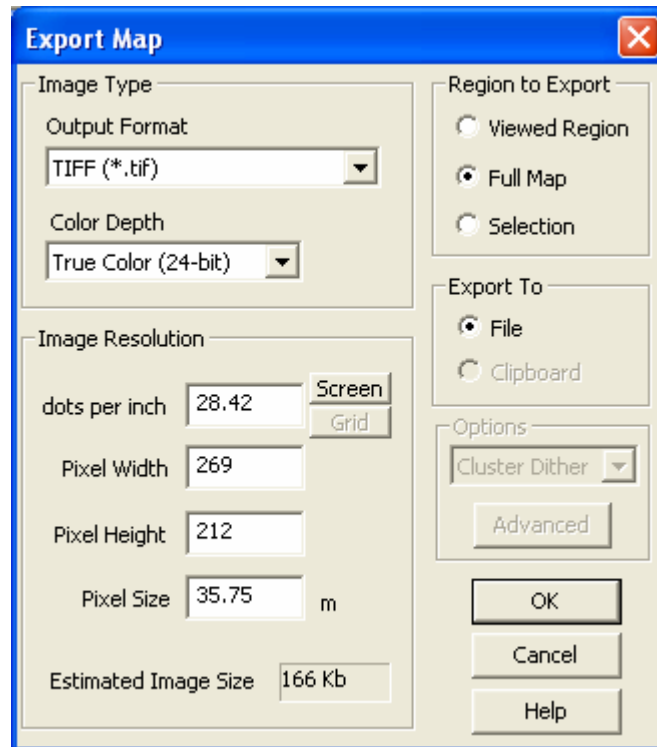 Export Map
Image Type
Output Format
TIFF (*.tif)
Color Depth
True Color (24-bit)
Image Resolution
dots per inch 28.42 Screen
Grid
Pixel Width 269
Pixel Height 212
Pixel Size 35.75 m
Estimated Image Size 166 Kb
Region to Export
Viewed Region
Full Map
Selection
Export To
File
Clipboard
Options
Cluster Dither
Advanced
OK
Cancel
Help